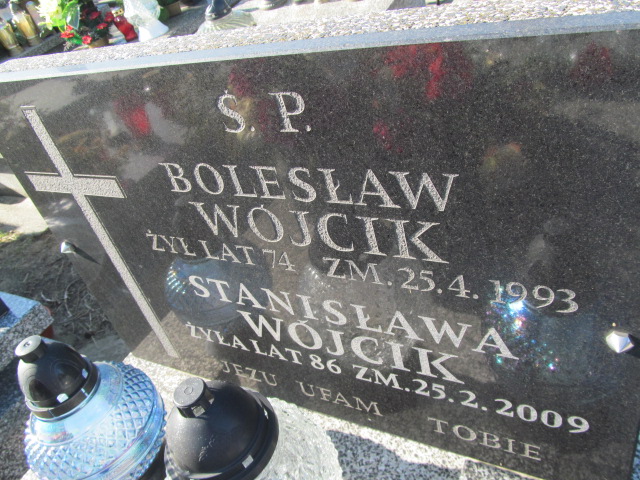 Ś. P.
BOLESŁAW
WÓJCIK
ŻYŁ LAT 74 ZM. 25.4.1993
STANISŁAWA
WÓJCIK
ŻYŁA LAT 86 ZM. 25.2.2009
JEZU UFAM TOBIE